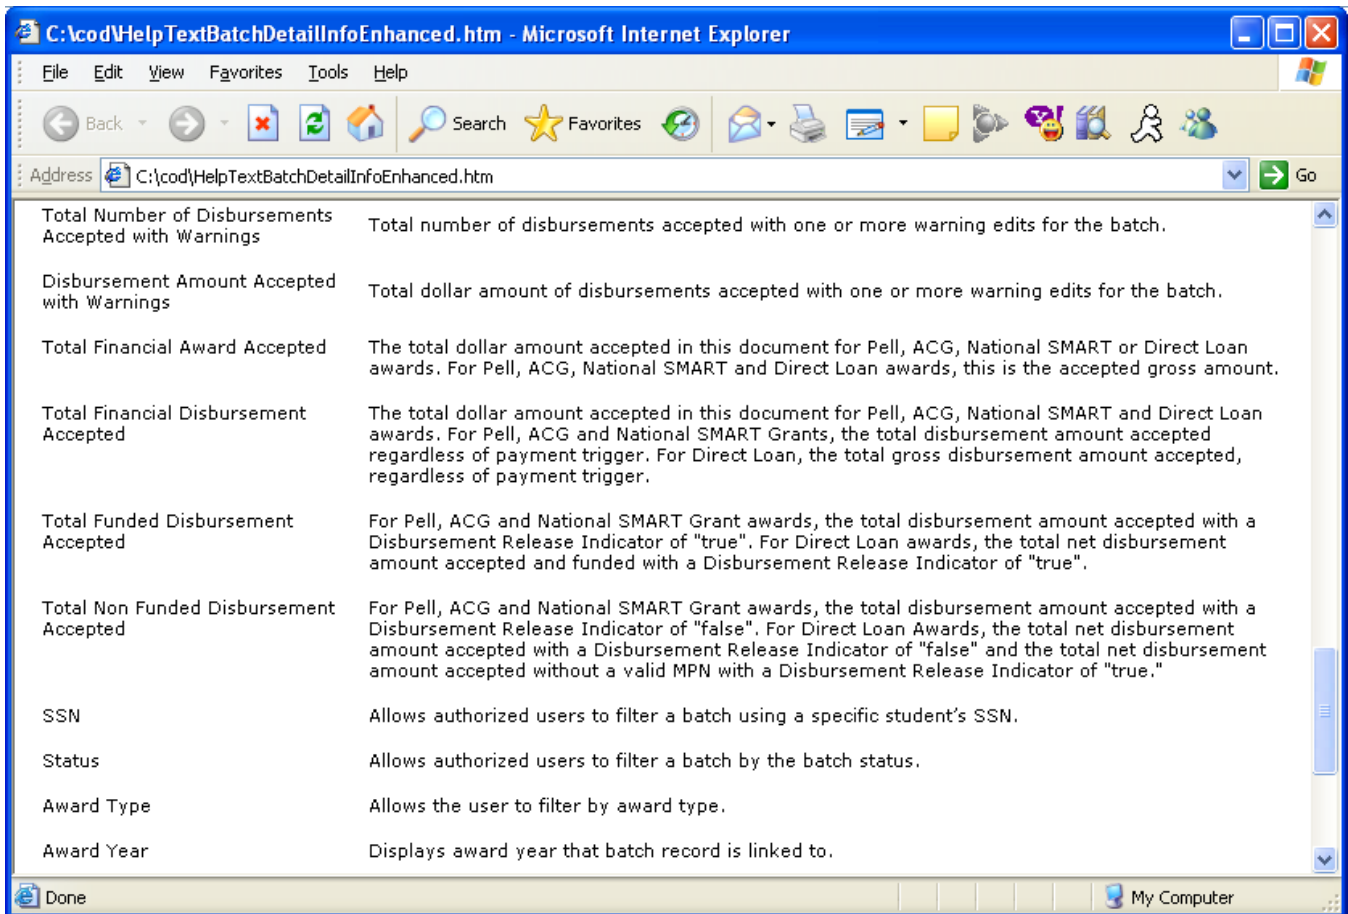 C:\cod\HelpTextBatchDetailInfoEnhanced.htm - Microsoft Internet Explorer
File Edit View Favorites Tools Help
Back Search Favorites
Address C:\cod\HelpTextBatchDetailInfoEnhanced.htm Go
Total Number of Disbursements
Accepted with Warnings
Total number of disbursements accepted with one or more warning edits for the batch.
Disbursement Amount Accepted
with Warnings
Total dollar amount of disbursements accepted with one or more warning edits for the batch.
Total Financial Award Accepted
The total dollar amount accepted in this document for Pell, ACG, National SMART or Direct Loan
awards. For Pell, ACG, National SMART and Direct Loan awards, this is the accepted gross amount.
Total Financial Disbursement
Accepted
The total dollar amount accepted in this document for Pell, ACG, National SMART and Direct Loan
awards. For Pell, ACG and National SMART Grants, the total disbursement amount accepted
regardless of payment trigger. For Direct Loan, the total gross disbursement amount accepted,
regardless of payment trigger.
Total Funded Disbursement
Accepted
For Pell, ACG and National SMART Grant awards, the total disbursement amount accepted with a
Disbursement Release Indicator of "true". For Direct Loan awards, the total net disbursement
amount accepted and funded with a Disbursement Release Indicator of "true".
Total Non Funded Disbursement
Accepted
For Pell, ACG and National SMART Grant awards, the total disbursement amount accepted with a
Disbursement Release Indicator of "false". For Direct Loan Awards, the total net disbursement
amount accepted with a Disbursement Release Indicator of "false" and the total net disbursement
amount accepted without a valid MPN with a Disbursement Release Indicator of "true."
SSN
Allows authorized users to filter a batch using a specific student’s SSN.
Status
Allows authorized users to filter a batch by the batch status.
Award Type
Allows the user to filter by award type.
Award Year
Displays award year that batch record is linked to.
Done My Computer